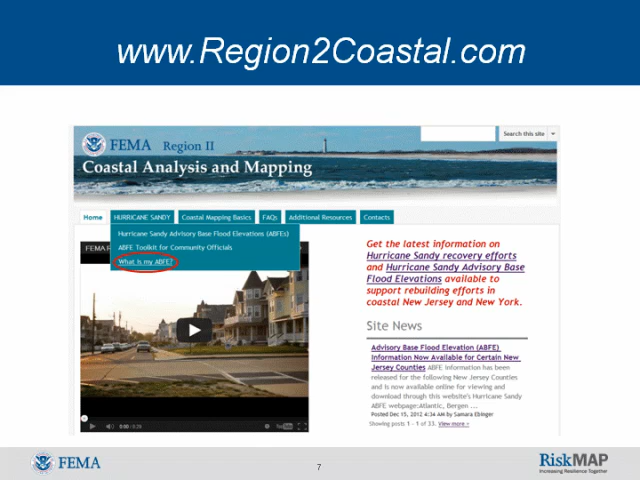 www.Region2Coastal.com
FEMA Region II
Search this site
Coastal Analysis and Mapping
Home HURRICANE SANDY Coastal Mapping Basics FAQs Additional Resources Contacts
Hurricane Sandy Advisory Base Flood Elevations (ABFEs)
ABFE Toolkit for Community Officials
What is my ABFE?
FEMA
Get the latest information on
Hurricane Sandy recovery efforts
and Hurricane Sandy Advisory Base
Flood Elevations available to
support rebuilding efforts in
coastal New Jersey and New York.
Site News
Advisory Base Flood Elevation (ABFE)
Information Now Available for Certain New
Jersey Counties ABFE information has been
released for the following New Jersey Counties
and is now available online for viewing and
download through this website's Hurricane Sandy
ABFE webpage:Atlantic, Bergen ...
Posted Dec 15, 2012 4:34 AM by Samara Ebinger
Showing posts 1 - 1 of 33. View more »
YouTube
FEMA
7
RiskMAP
Increasing Resilience Together